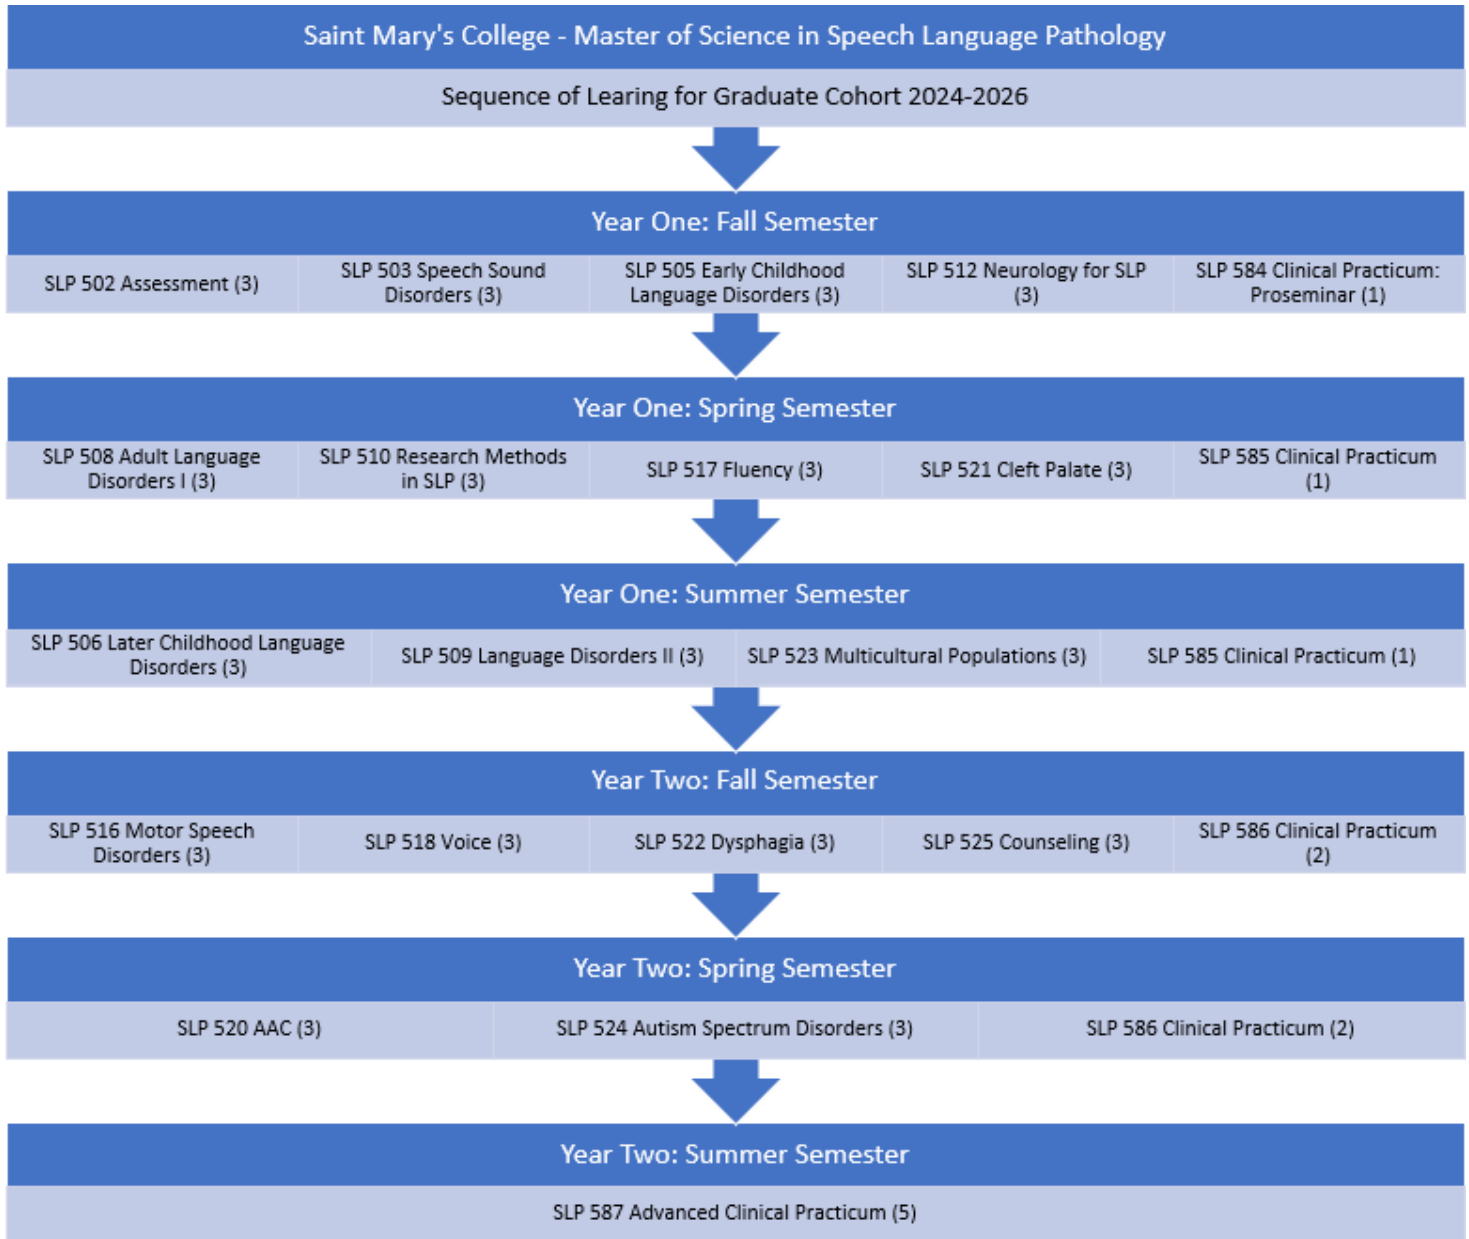 Saint Mary's College - Master of Science in Speech Language Pathology
Sequence of Learing for Graduate Cohort 2024-2026
Year One: Fall Semester
SLP 502 Assessment (3)
SLP 503 Speech Sound
Disorders (3)
SLP 505 Early Childhood
Language Disorders (3)
SLP 512 Neurology for SLP
(3)
SLP 584 Clinical Practicum:
Proseminar (1)
Year One: Spring Semester
SLP 508 Adult Language
Disorders I (3)
SLP 510 Research Methods
in SLP (3)
SLP 517 Fluency (3)
SLP 521 Cleft Palate (3)
SLP 585 Clinical Practicum
(1)
Year One: Summer Semester
SLP 506 Later Childhood Language
Disorders (3)
SLP 509 Language Disorders II (3)
SLP 523 Multicultural Populations (3)
SLP 585 Clinical Practicum (1)
Year Two: Fall Semester
SLP 516 Motor Speech
Disorders (3)
SLP 518 Voice (3)
SLP 522 Dysphagia (3)
SLP 525 Counseling (3)
SLP 586 Clinical Practicum
(2)
Year Two: Spring Semester
SLP 520 AAC (3)
SLP 524 Autism Spectrum Disorders (3)
SLP 586 Clinical Practicum (2)
Year Two: Summer Semester
SLP 587 Advanced Clinical Practicum (5)